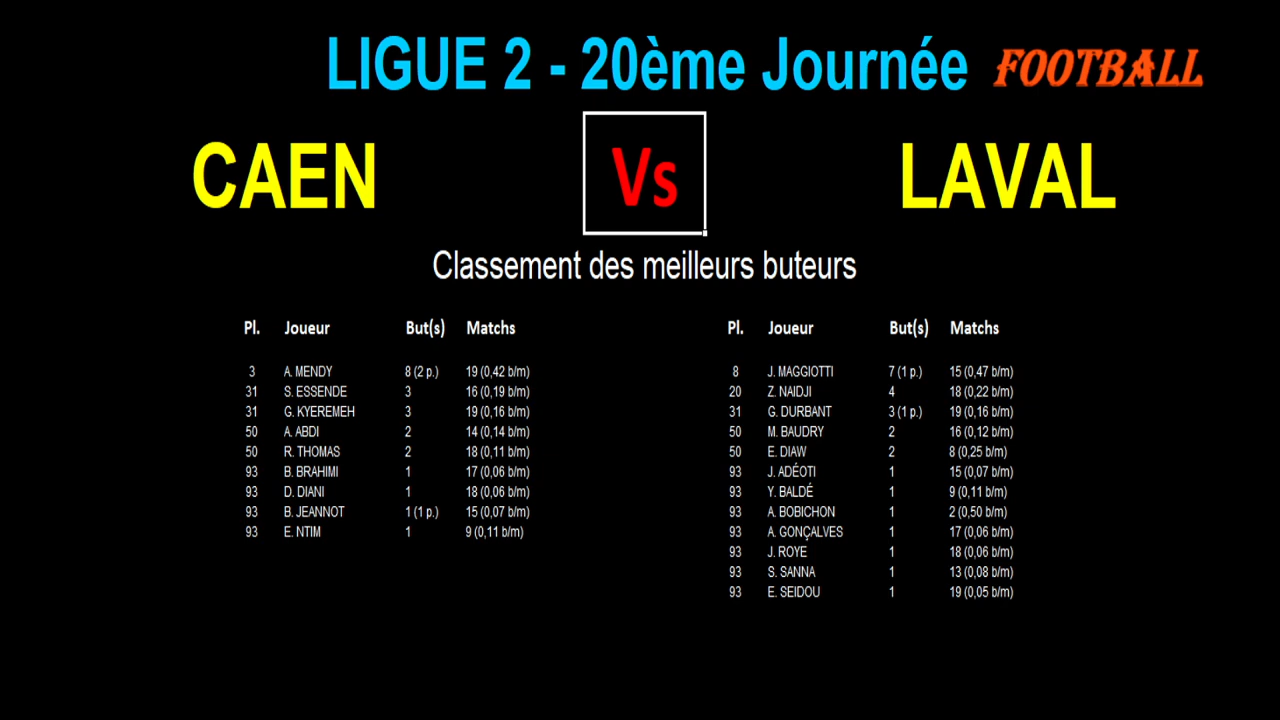 LIGUE 2 - 20ème Journée FOOTBALL
CAEN Vs LAVAL
Classement des meilleurs buteurs
Pl. Joueur But(s) Matchs
3 A. MENDY 8 (2 p.) 19 (0,42 b/m)
31 S. ESSENDE 3 16 (0,19 b/m)
31 G. KYEREMEH 3 19 (0,16 b/m)
50 A. ABDI 2 14 (0,14 b/m)
50 R. THOMAS 2 18 (0,11 b/m)
93 B. BRAHIMI 1 17 (0,06 b/m)
93 D. DIANI 1 18 (0,06 b/m)
93 B. JEANNOT 1 (1 p.) 15 (0,07 b/m)
93 E. NTIM 1 9 (0,11 b/m)
Pl. Joueur But(s) Matchs
8 J. MAGGIOTTI 7 (1 p.) 15 (0,47 b/m)
20 Z. NAIDJI 4 18 (0,22 b/m)
31 G. DURBANT 3 (1 p.) 19 (0,16 b/m)
50 M. BAUDRY 2 16 (0,12 b/m)
50 E. DIAW 2 8 (0,25 b/m)
93 J. ADÉOTI 1 15 (0,07 b/m)
93 Y. BALDÉ 1 9 (0,11 b/m)
93 A. BOBICHON 1 2 (0,50 b/m)
93 A. GONÇALVES 1 17 (0,06 b/m)
93 J. ROYE 1 18 (0,06 b/m)
93 S. SANNA 1 13 (0,08 b/m)
93 E. SEIDOU 1 19 (0,05 b/m)